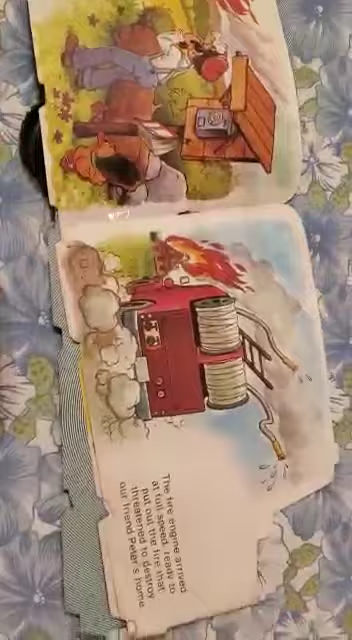 The fire engine arrived
at full speed, ready to
put out the fire that
threatened to destroy
our friend Peter's home.